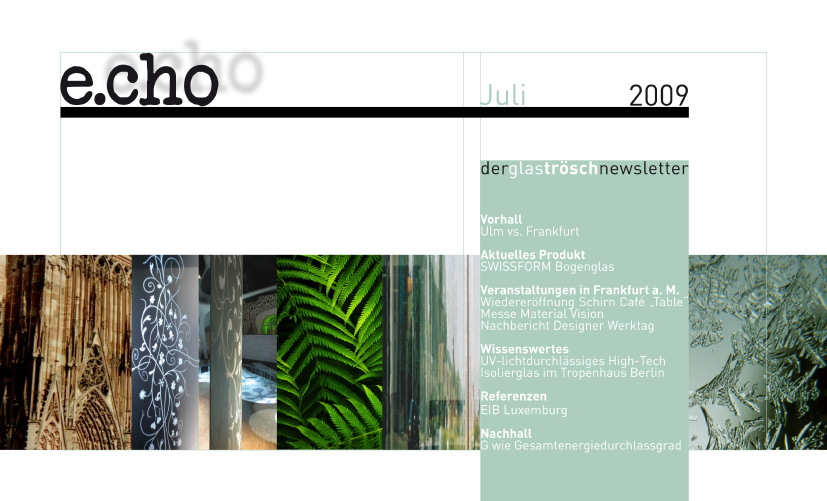 e.cho
Juli 2009
derglaströschnewsletter
Vorhall
Ulm vs. Frankfurt
Aktuelles Produkt
SWISSFORM Bogenglas
Veranstaltungen in Frankfurt a. M.
Wiedereröffnung Schirn Café „Table“
Messe Material Vision
Nachbericht Designer Werktag
Wissenswertes
UV-lichtdurchlässiges High-Tech
Isolierglas im Tropenhaus Berlin
Referenzen
EIB Luxemburg
Nachhall
G wie Gesamtenergiedurchlassgrad